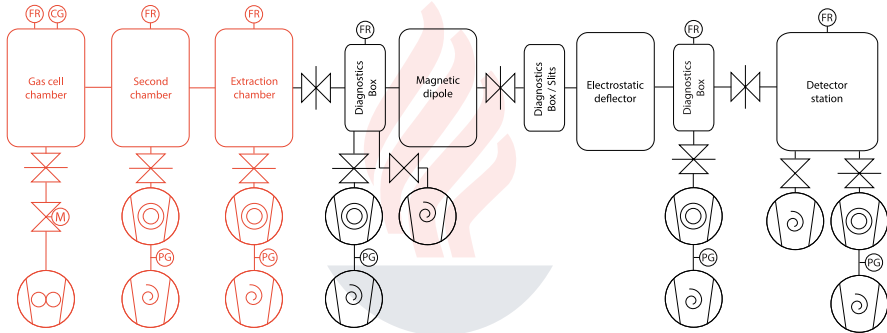 FR
CG
FR
FR
FR
FR
FR
Gas cell
chamber
Second
chamber
Extraction
chamber
Diagnostics
Box
Magnetic
dipole
Diagnostics
Box / Slits
Electrostatic
deflector
Diagnostics
Box
Detector
station
M
PG
PG
PG
PG
PG